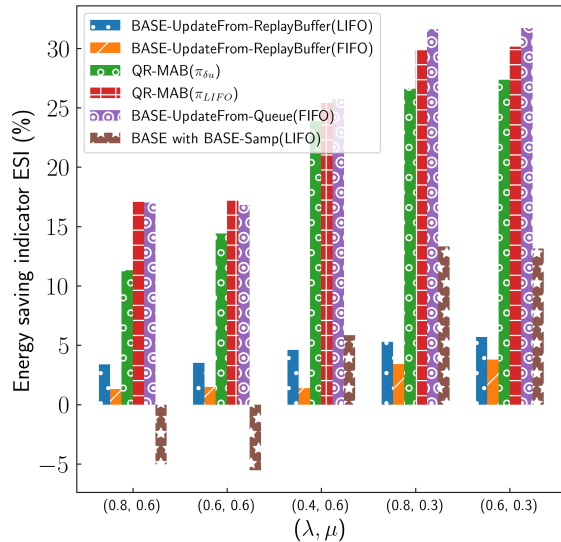 BASE-UpdateFrom-ReplayBuffer(LIFO)
BASE-UpdateFrom-ReplayBuffer(FIFO)
QR-MAB(π_{δu})
QR-MAB(π_{LIFO})
BASE-UpdateFrom-Queue(FIFO)
BASE with BASE-Samp(LIFO)
Energy saving indicator ESI (%)
30
25
20
15
10
5
0
−5
(0.8, 0.6) (0.6, 0.6) (0.4, 0.6) (0.8, 0.3) (0.6, 0.3)
(λ, μ)